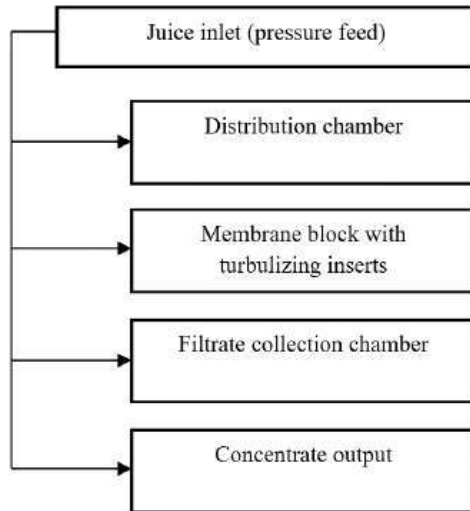 Juice inlet (pressure feed)
Distribution chamber
Membrane block with
turbulizing inserts
Filtrate collection chamber
Concentrate output